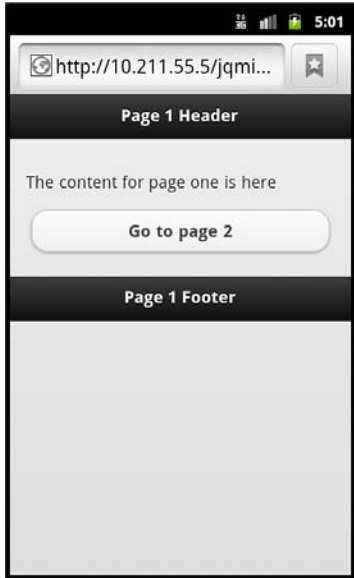 3G 5:01
http://10.211.55.5/jqmi...
Page 1 Header
The content for page one is here
Go to page 2
Page 1 Footer